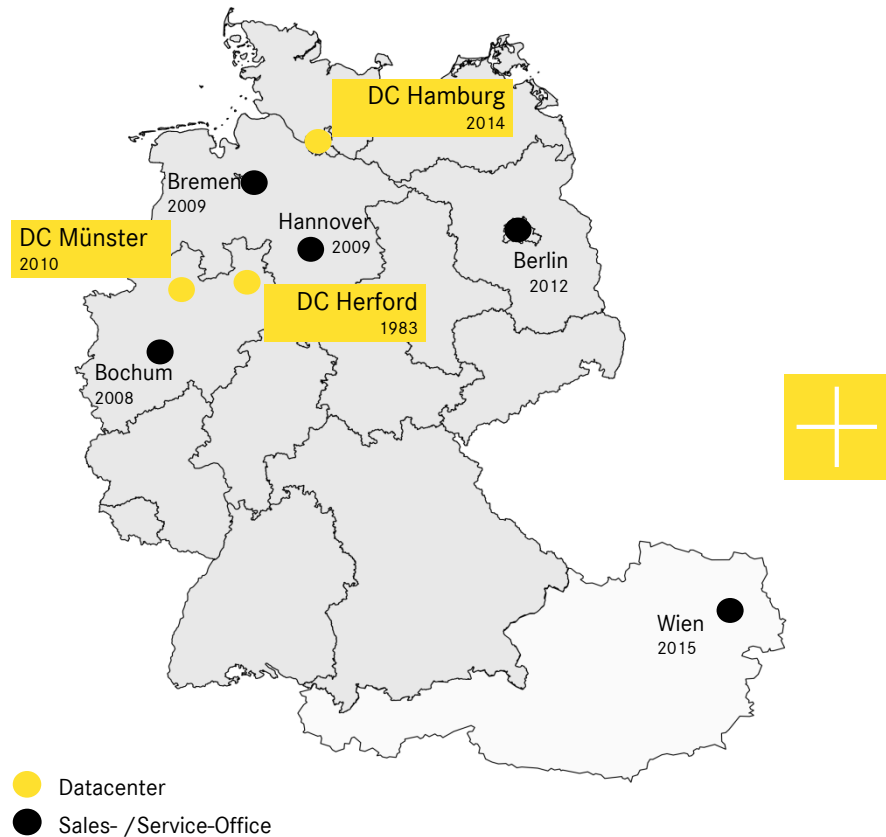 DC Hamburg
2014
Bremen
2009
Hannover
2009
DC Münster
2010
Berlin
2012
DC Herford
1983
Bochum
2008
Wien
2015
Datacenter
Sales- /Service-Office